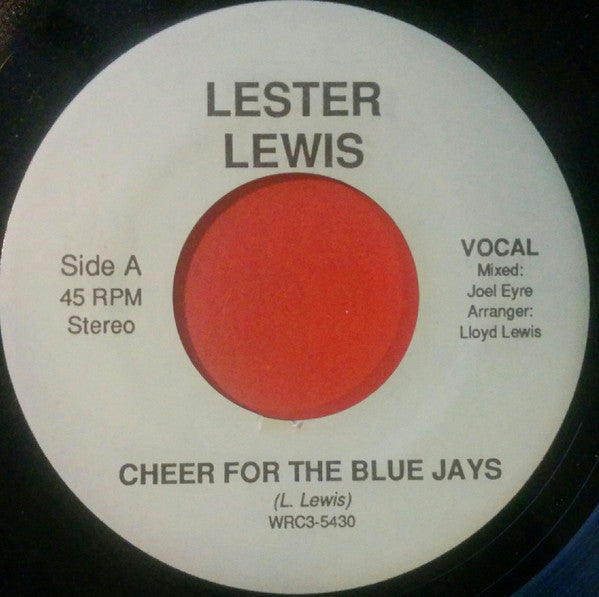 LESTER
LEWIS
Side A
45 RPM
Stereo
VOCAL
Mixed:
Joel Eyre
Arranger:
Lloyd Lewis
CHEER FOR THE BLUE JAYS
(L. Lewis)
WRC3-5430